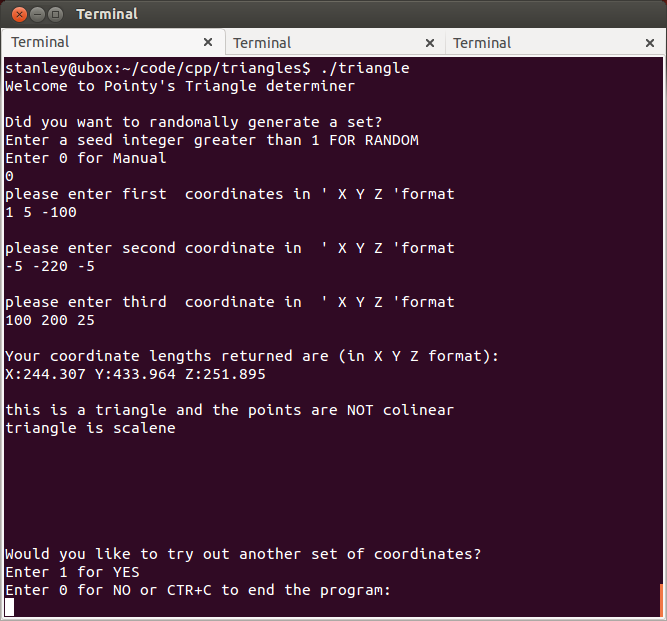 Terminal
Terminal
Terminal
Terminal
stanley@ubox:~/code/cpp/triangles$ ./triangle
Welcome to Pointy's Triangle determiner
Did you want to randomally generate a set?
Enter a seed integer greater than 1 FOR RANDOM
Enter 0 for Manual
0
please enter first  coordinates in ' X Y Z 'format
1 5 -100
please enter second coordinate in  ' X Y Z 'format
-5 -220 -5
please enter third  coordinate in  ' X Y Z 'format
100 200 25
Your coordinate lengths returned are (in X Y Z format):
X:244.307 Y:433.964 Z:251.895
this is a triangle and the points are NOT colinear
triangle is scalene
Would you like to try out another set of coordinates?
Enter 1 for YES
Enter 0 for NO or CTR+C to end the program: